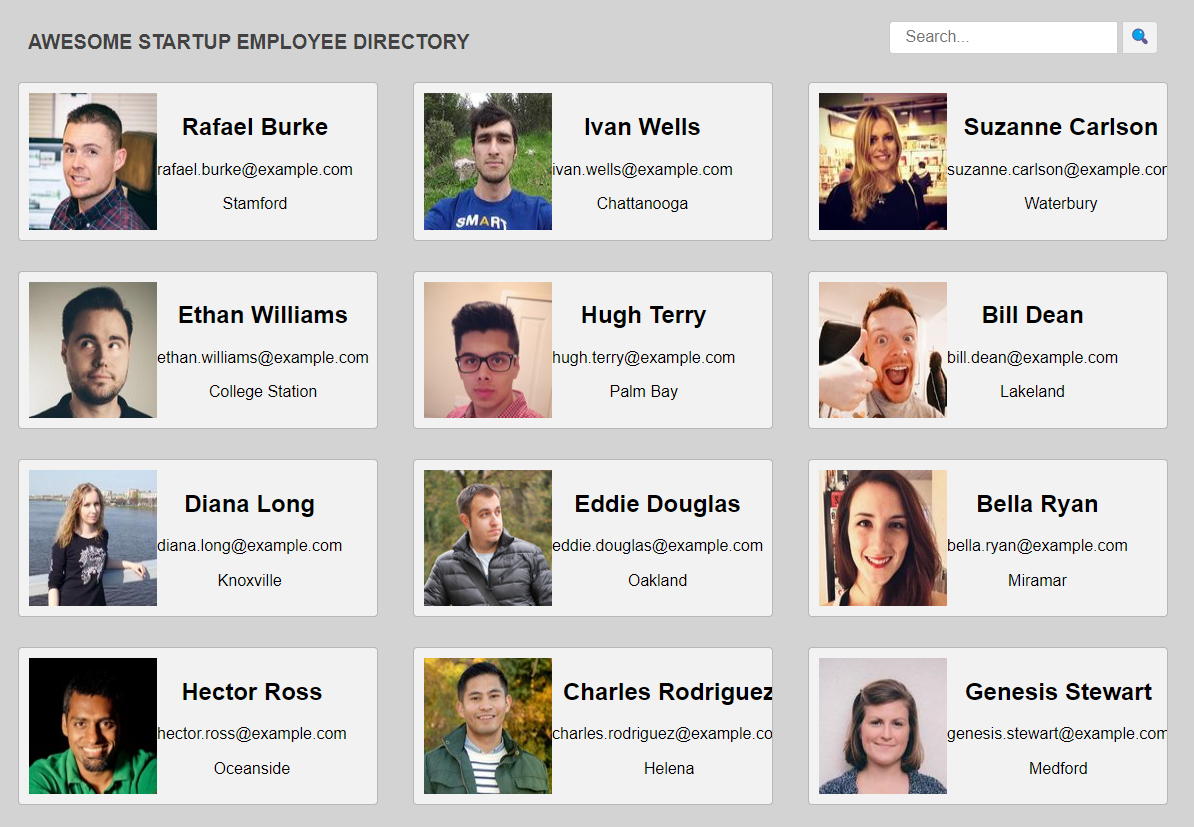 AWESOME STARTUP EMPLOYEE DIRECTORY
Search...
Rafael Burke
rafael.burke@example.com
Stamford
Ivan Wells
ivan.wells@example.com
Chattanooga
SMART
Suzanne Carlson
suzanne.carlson@example.cor
Waterbury
Ethan Williams
ethan.williams@example.com
College Station
Hugh Terry
hugh.terry@example.com
Palm Bay
Bill Dean
bill.dean@example.com
Lakeland
Diana Long
diana.long@example.com
Knoxville
Eddie Douglas
eddie.douglas@example.com
Oakland
Bella Ryan
bella.ryan@example.com
Miramar
Hector Ross
hector.ross@example.com
Oceanside
Charles Rodriguez
charles.rodriguez@example.co
Helena
Genesis Stewart
genesis.stewart@example.com
Medford